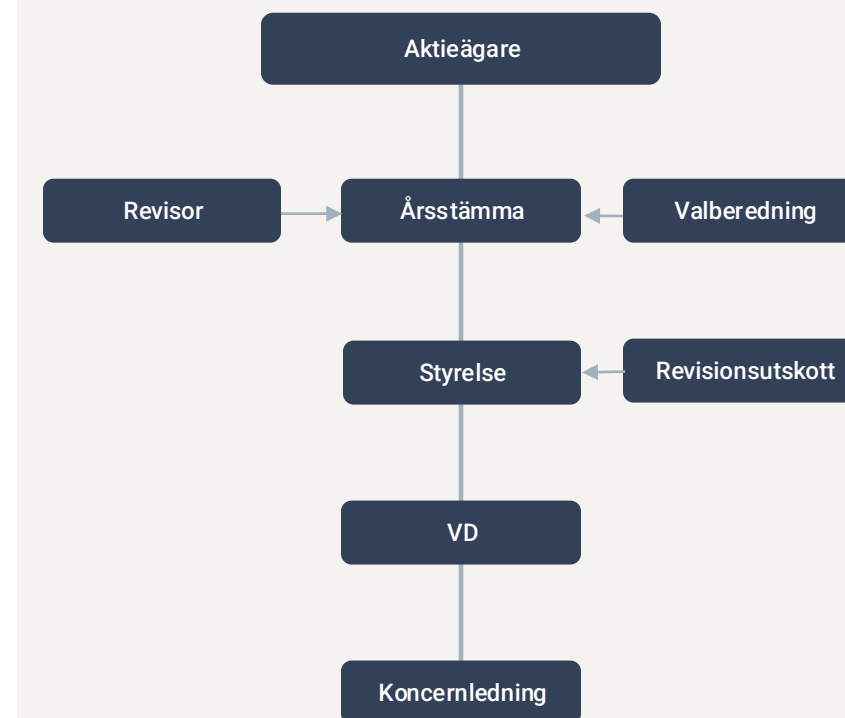 Aktieägare
Revisor
Årsstämma
Valberedning
Styrelse
Revisionsutskott
VD
Koncernledning